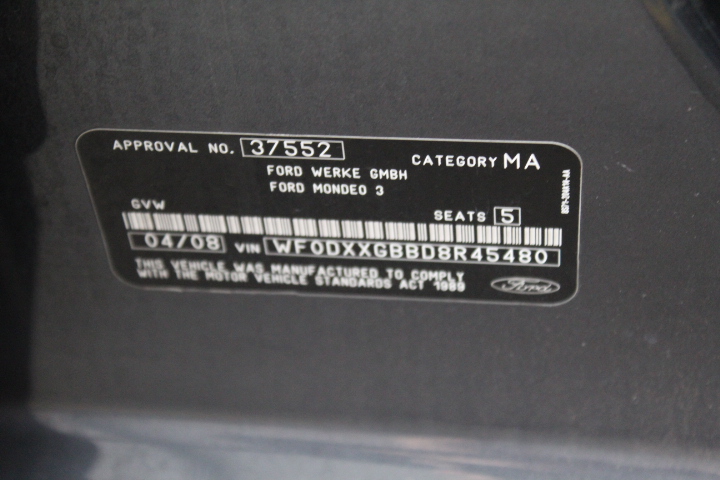 APPROVAL NO. 37552
CATEGORY MA
FORD WERKE GMBH
FORD MONDEO 3
GVW
SEATS 5
04/08 VIN WF0DXXGBBD8R45480
THIS VEHICLE WAS MANUFACTURED TO COMPLY
WITH THE MOTOR VEHICLE STANDARDS ACT 1989
Ford